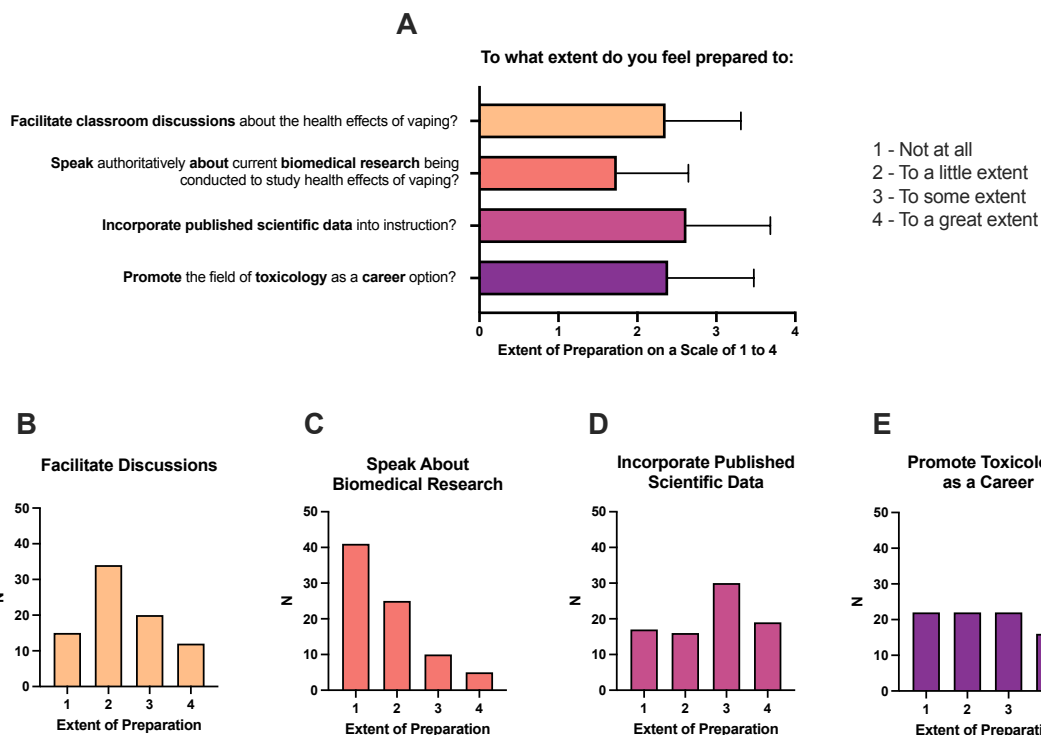 A
To what extent do you feel prepared to:
Facilitate classroom discussions about the health effects of vaping?
Speak authoritatively about current biomedical research being
conducted to study health effects of vaping?
Incorporate published scientific data into instruction?
Promote the field of toxicology as a career option?
0 1 2 3 4
Extent of Preparation on a Scale of 1 to 4
1 - Not at all
2 - To a little extent
3 - To some extent
4 - To a great extent
B
Facilitate Discussions
50
40
30
20
10
0
N
1 2 3 4
Extent of Preparation
C
Speak About
Biomedical Research
50
40
30
20
10
0
N
1 2 3 4
Extent of Preparation
D
Incorporate Published
Scientific Data
50
40
30
20
10
0
N
1 2 3 4
Extent of Preparation
E
Promote Toxicolo
as a Career
50
40
30
20
10
0
N
1 2 3
Extent of Preparati